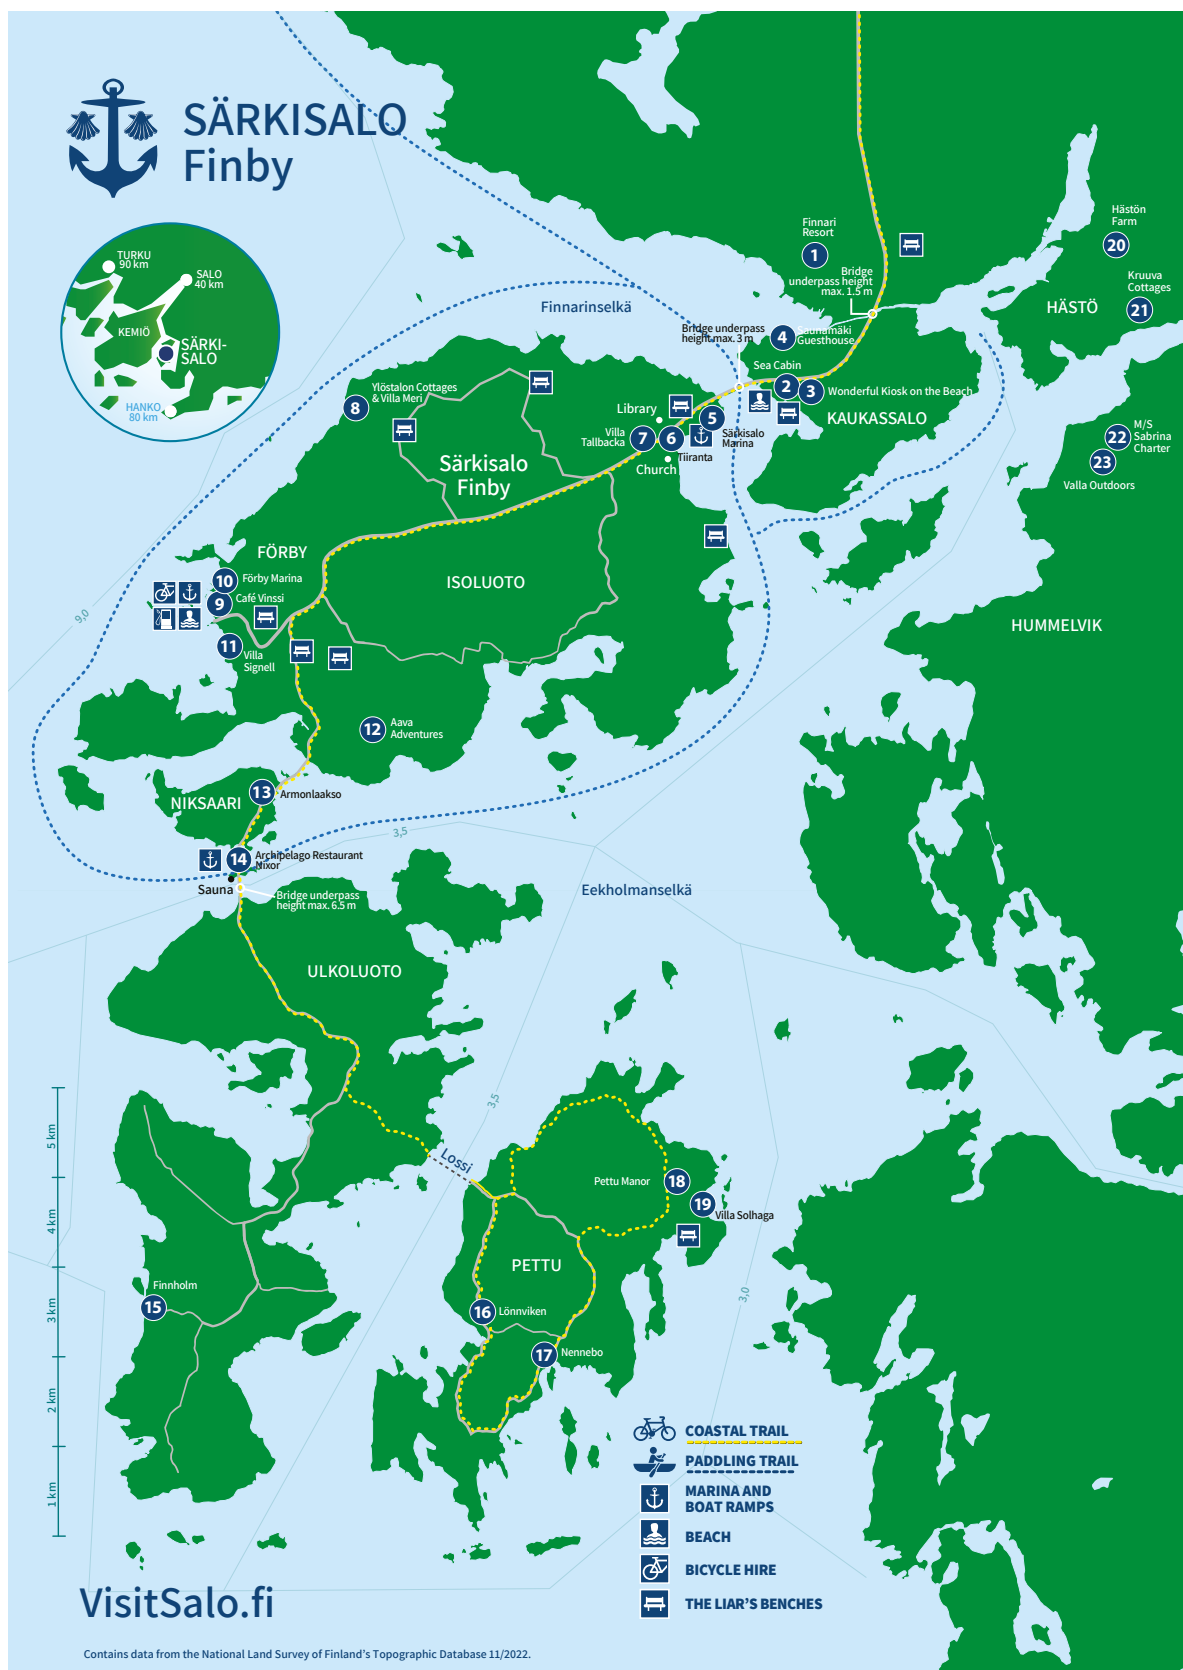 SÄRKISALO
Finby
TURKU
90 km
SALO
40 km
KEMIÖ
SÄRKI-
SALO
HANKO
80 km
Finnari
Resort
1
Bridge
underpass height
max. 1.5 m
Hästön
Farm
20
Kruuva
Cottages
21
HÄSTÖ
Finnarinselkä
Bridge underpass
height max. 3 m
4
Saunamäki
Guesthouse
Sea Cabin
2
3
Wonderful Kiosk on the Beach
KAUKASSALO
8
Ylöstalon Cottages
& Villa Meri
Library
5
Särkisalo
Marina
Villa
Tallbacka
7
6
Tiiranta
Church
22
M/S
Sabrina
Charter
23
Valla Outdoors
Särkisalo
Finby
FÖRBY
10
Förby Marina
9
Café Vinssi
ISOLUOTO
9,0
11
Villa
Signell
HUMMELVIK
12
Aava
Adventures
NIKSAARI
13
Armonlaakso
3,5
14
Archipelago Restaurant
Nixor
Sauna
Bridge underpass
height max. 6.5 m
Eekholmanselkä
ULKOLUOTO
3,5
Lossi
5 km
4 km
3 km
2 km
1 km
Pettu Manor
18
19
Villa Solhaga
PETTU
3,0
Finnholm
15
16
Lönnviken
17
Nennebo
COASTAL TRAIL
PADDLING TRAIL
MARINA AND
BOAT RAMPS
BEACH
BICYCLE HIRE
THE LIAR'S BENCHES
VisitSalo.fi
Contains data from the National Land Survey of Finland's Topographic Database 11/2022.